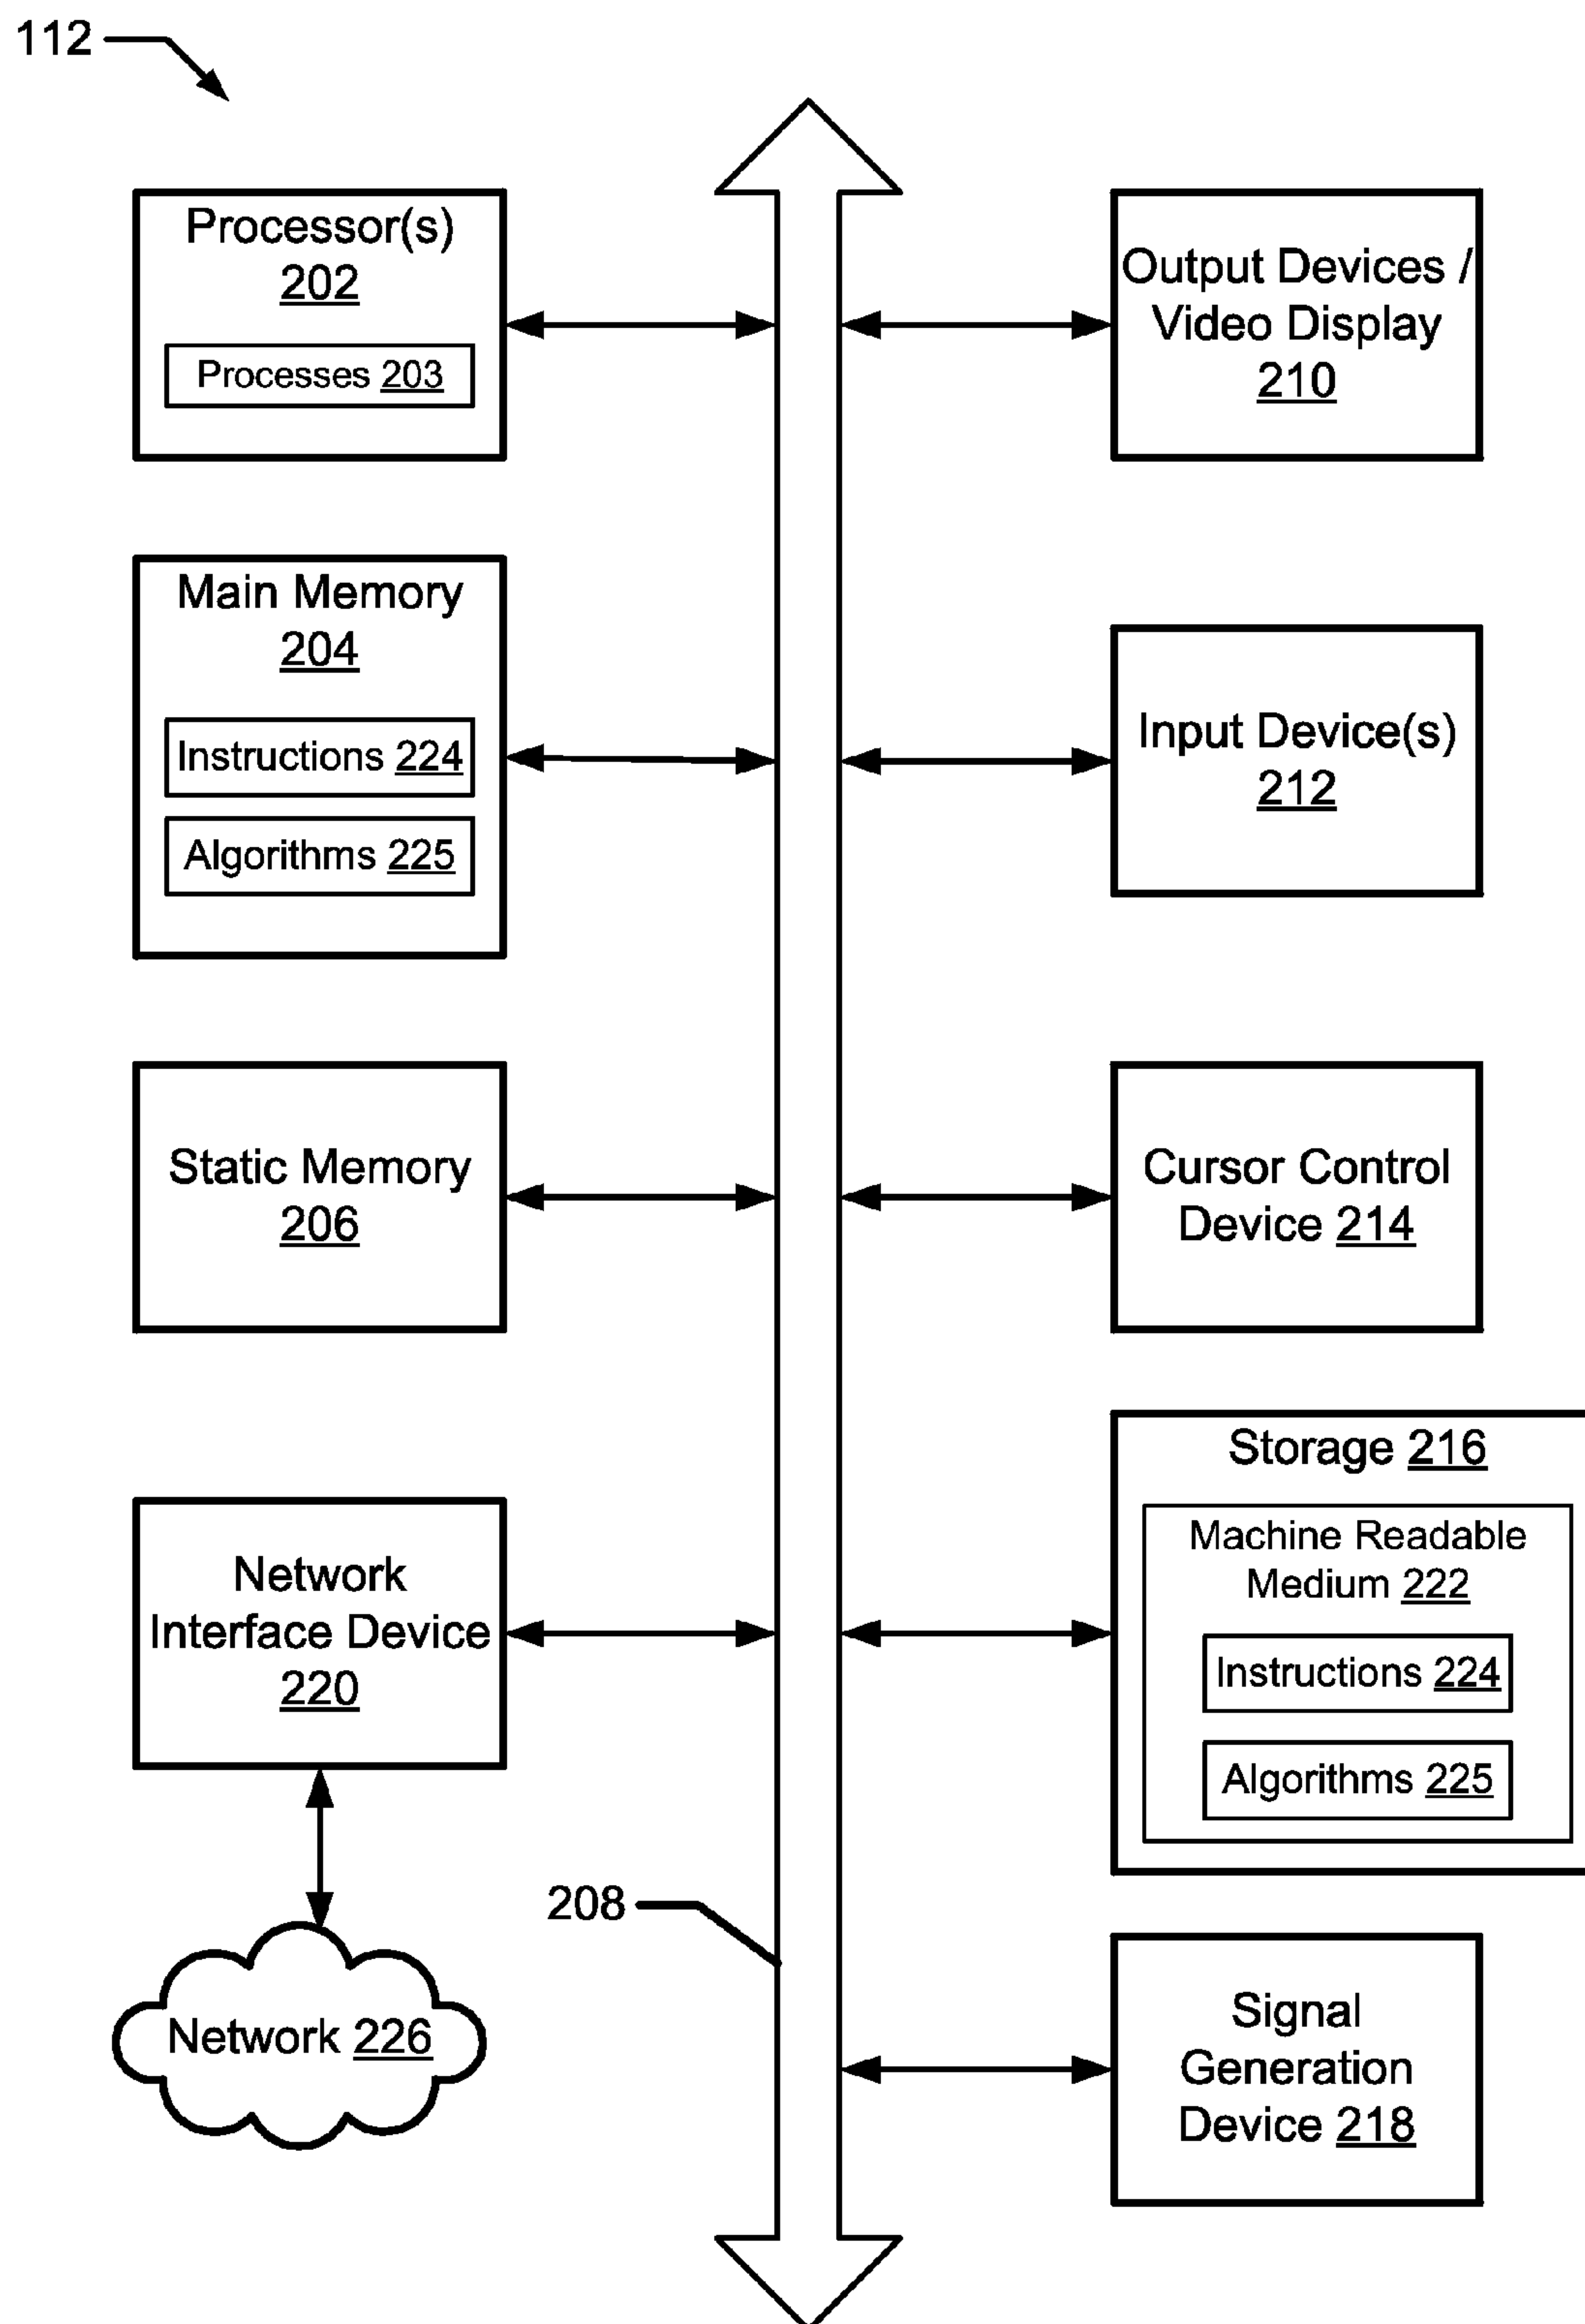 112
Processor(s)
202
Processes 203
Output Devices /
Video Display
210
Main Memory
204
Instructions 224
Algorithms 225
Input Device(s)
212
Static Memory
206
Cursor Control
Device 214
Network
Interface Device
220
Storage 216
Machine Readable
Medium 222
Instructions 224
Algorithms 225
208
Network 226
Signal
Generation
Device 218